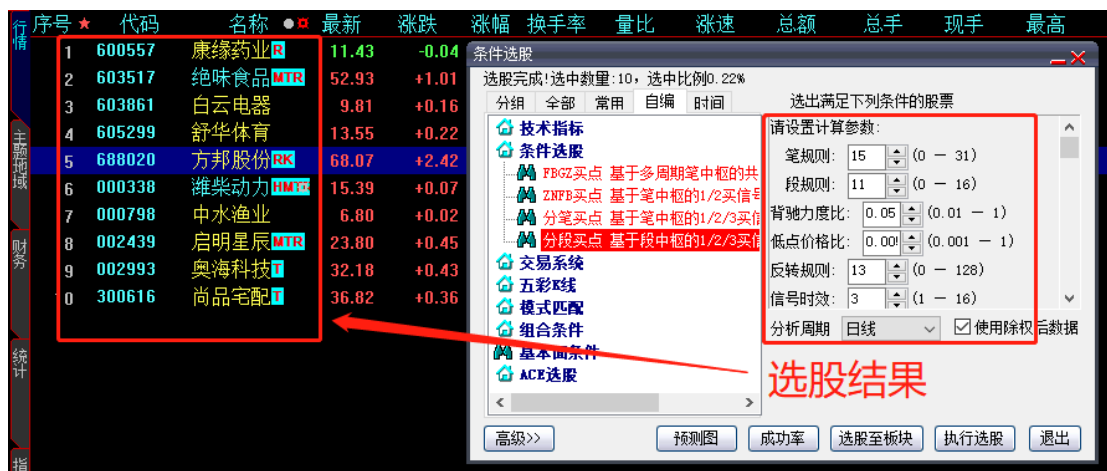 行情
序号 ★ 代码 名称 ●¤ 最新 涨跌 涨幅 换手率 量比 涨速 总额 总手 现手 最高
1 600557 康缘药业 R 11.43 -0.04
2 603517 绝味食品 MTR 52.93 +1.01
3 603861 白云电器 9.81 +0.16
4 605299 舒华体育 13.55 +0.22
5 688020 方邦股份 RK 68.07 +2.42
6 000338 潍柴动力 15.39 +0.07
7 000798 中水渔业 6.80 +0.02
8 002439 启明星辰 MTR 23.80 +0.45
9 002993 奥海科技 T 32.18 +0.43
10 300616 尚品宅配 T 36.82 +0.36
主题地域
财务
统计
指
条件选股
选股完成!选中数量:10，选中比例0.22%
分组 全部 常用 自编 时间
选出满足下列条件的股票
技术指标
条件选股
FBGZ买点 基于多周期笔中枢的共
ZNFB买点 基于笔中枢的1/2买信号
分笔买点 基于笔中枢的1/2/3买信
分段买点 基于段中枢的1/2/3买信
交易系统
五彩K线
模式匹配
组合条件
基本面条件
ACE选股
请设置计算参数:
笔规则: 15 (0 — 31)
段规则: 11 (0 — 16)
背驰力度比: 0.05 (0.01 — 1)
低点价格比: 0.00 (0.001 — 1)
反转规则: 13 (0 — 128)
信号时效: 3 (1 — 16)
分析周期 日线 使用除权后数据
选股结果
高级>> 预测图 成功率 选股至板块 执行选股 退出